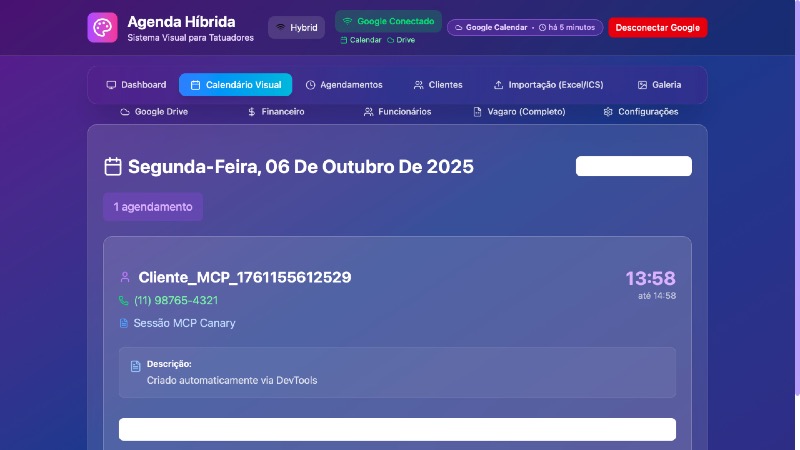 Agenda Híbrida
Sistema Visual para Tatuadores
Hybrid
Google Conectado
Calendar Drive
Google Calendar • há 5 minutos
Desconectar Google
Dashboard
Calendário Visual
Agendamentos
Clientes
Importação (Excel/ICS)
Galeria
Google Drive
Financeiro
Funcionários
Vagaro (Completo)
Configurações
Segunda-Feira, 06 De Outubro De 2025
1 agendamento
Cliente_MCP_1761155612529
13:58
(11) 98765-4321
até 14:58
Sessão MCP Canary
Descrição:
Criado automaticamente via DevTools